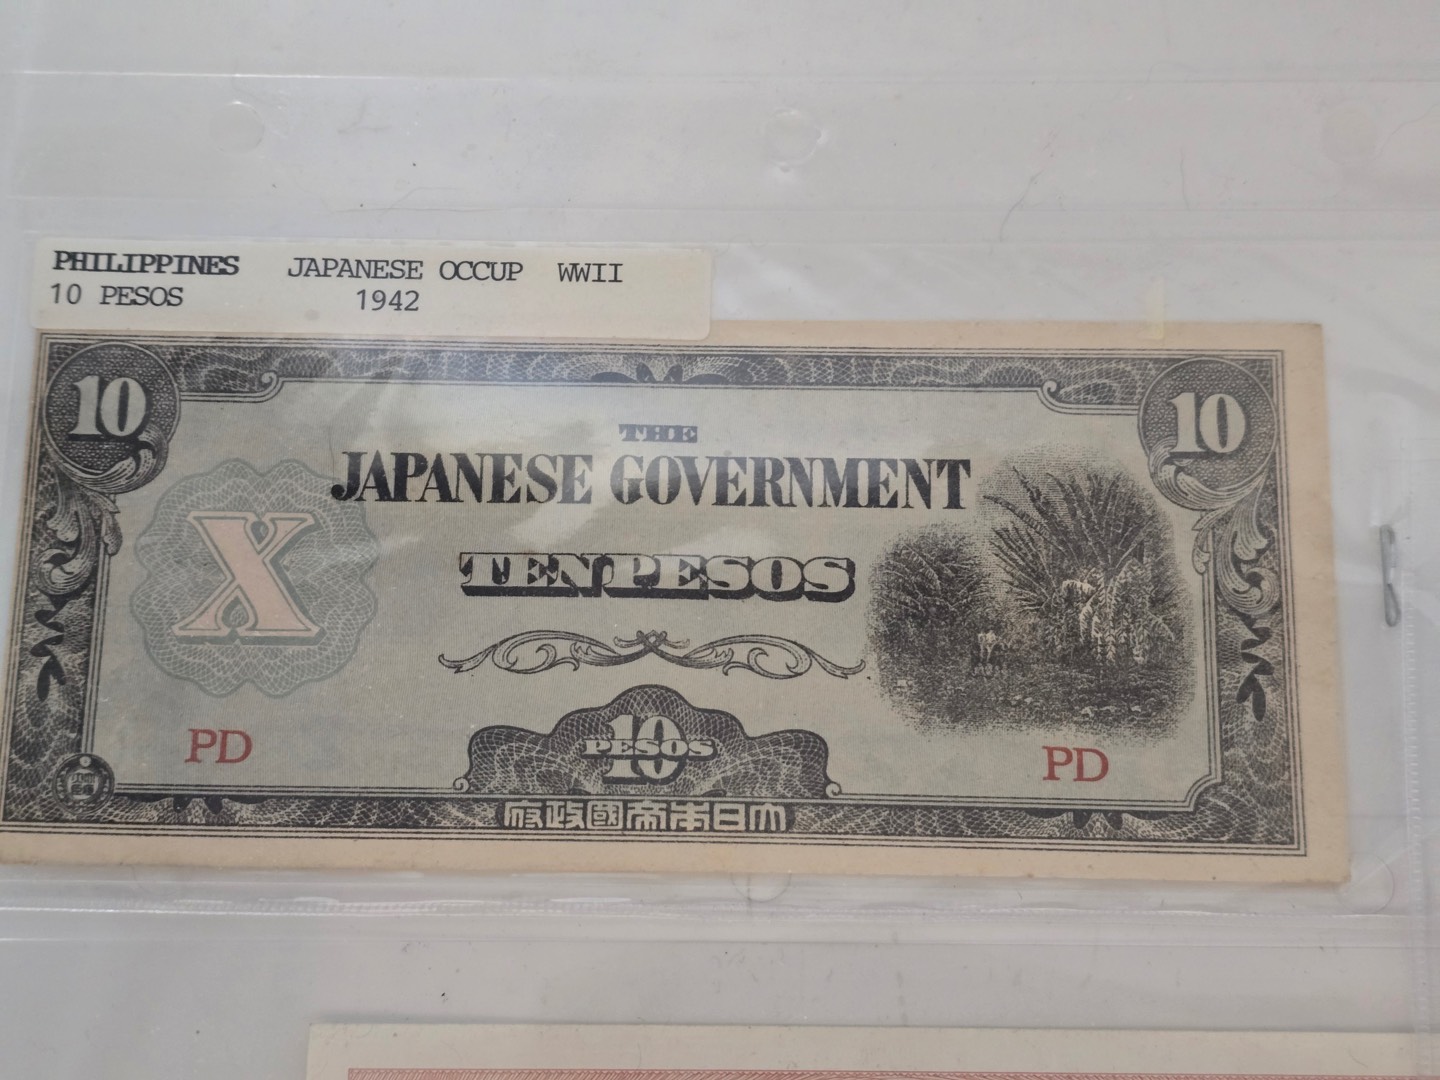 PHILIPPINES JAPANESE OCCUP WWII
10 PESOS 1942
10 10
THE
JAPANESE GOVERNMENT
X
TEN PESOS
PD PD
10
PESOS
10
府政國帝本日大